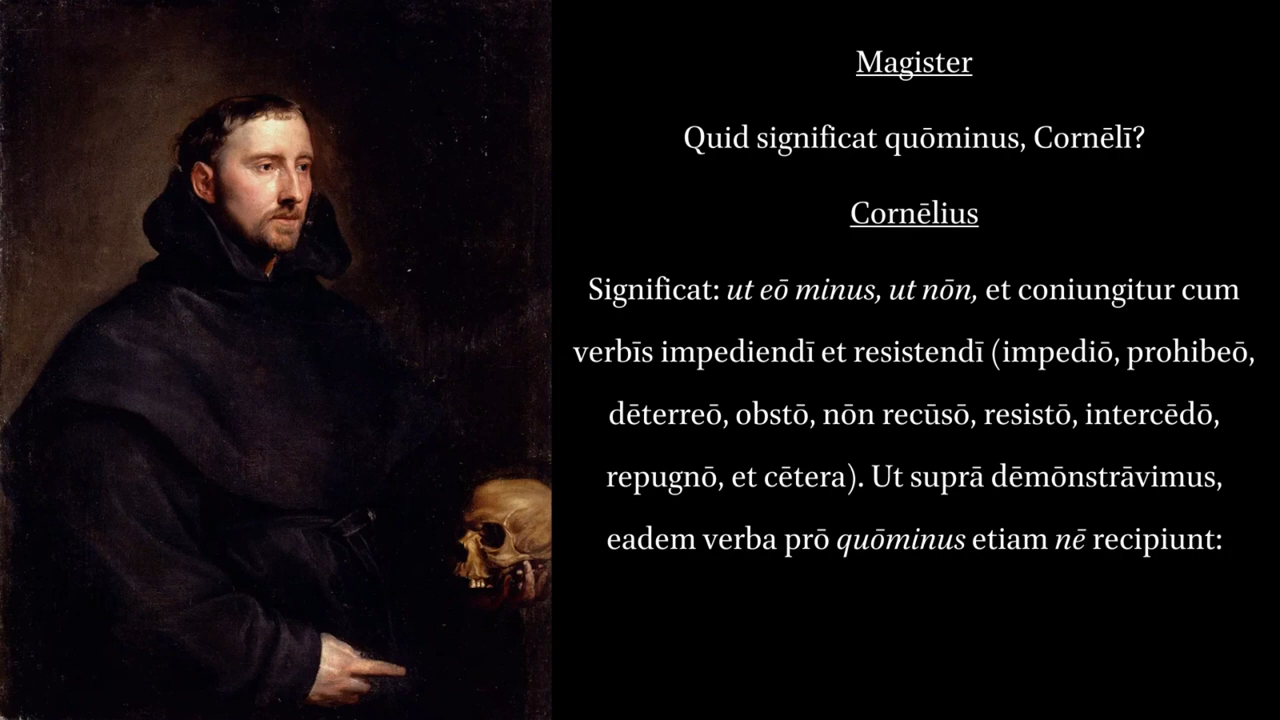 Magister
Quid significat quōminus, Cornēlī?
Cornēlius
Significat: ut eō minus, ut nōn, et coniungitur cum
verbīs impediendī et resistendī (impediō, prohibeō,
dēterreō, obstō, nōn recūsō, resistō, intercēdō,
repugnō, et cētera). Ut suprā dēmōnstrāvimus,
eadem verba prō quōminus etiam nē recipiunt: